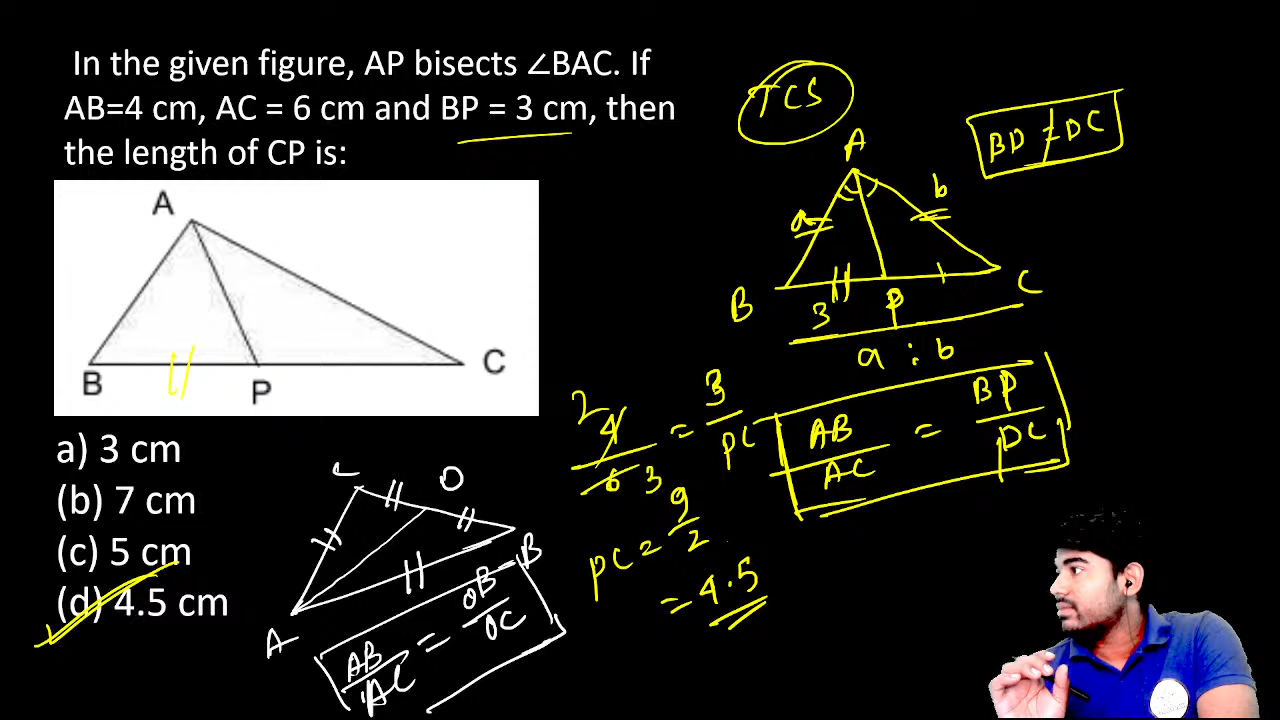 In the given figure, AP bisects ∠BAC. If
AB=4 cm, AC = 6 cm and BP = 3 cm, then
the length of CP is:
A
B
P
C
a) 3 cm
(b) 7 cm
(c) 5 cm
(d) 4.5 cm
TCS
BD ≠ DC
A
a
b
B
3
P
C
a : b
2
4/6 = 3/PC
3
AB/AC = BP/DC
PC = 9/2
= 4.5
O
B
A
AB/AC = OB/OC